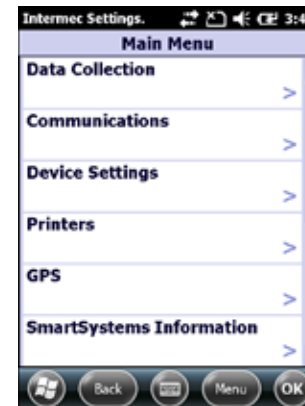 Intermec Settings. 3:4
Main Menu
Data Collection
>
Communications
>
Device Settings
>
Printers
>
GPS
>
SmartSystems Information
>
Back Menu OK